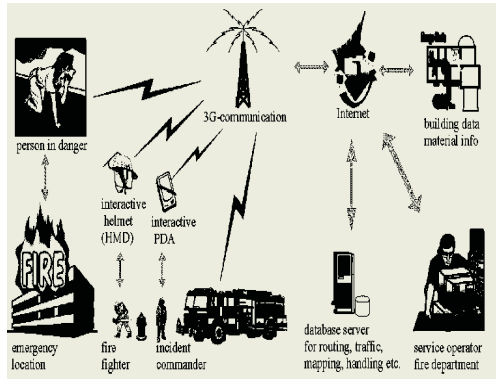 3G-communication
Internet
building data
material info
person in danger
interactive
helmet
(HMD)
interactive
PDA
FIRE
emergency
location
fire
fighter
incident
commander
database server
for routing, traffic,
mapping, handling etc.
service operator
fire department